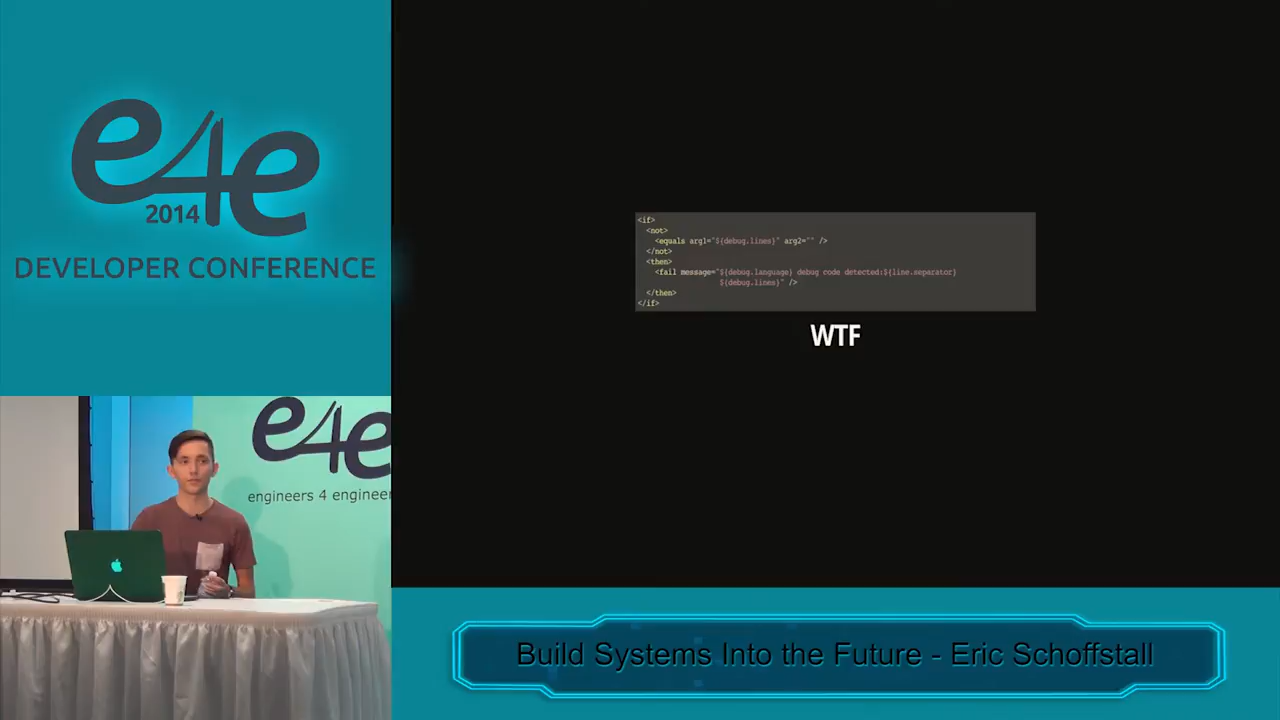 e4e
2014
DEVELOPER CONFERENCE
<if>
<not>
<equals arg1="${debug.lines}" arg2="" />
</not>
<then>
<fail message="${debug.language} debug code detected:${line.separator}
${debug.lines}" />
</then>
</if>
WTF
e4e
engineers 4 engineer
Build Systems Into the Future - Eric Schoffstall